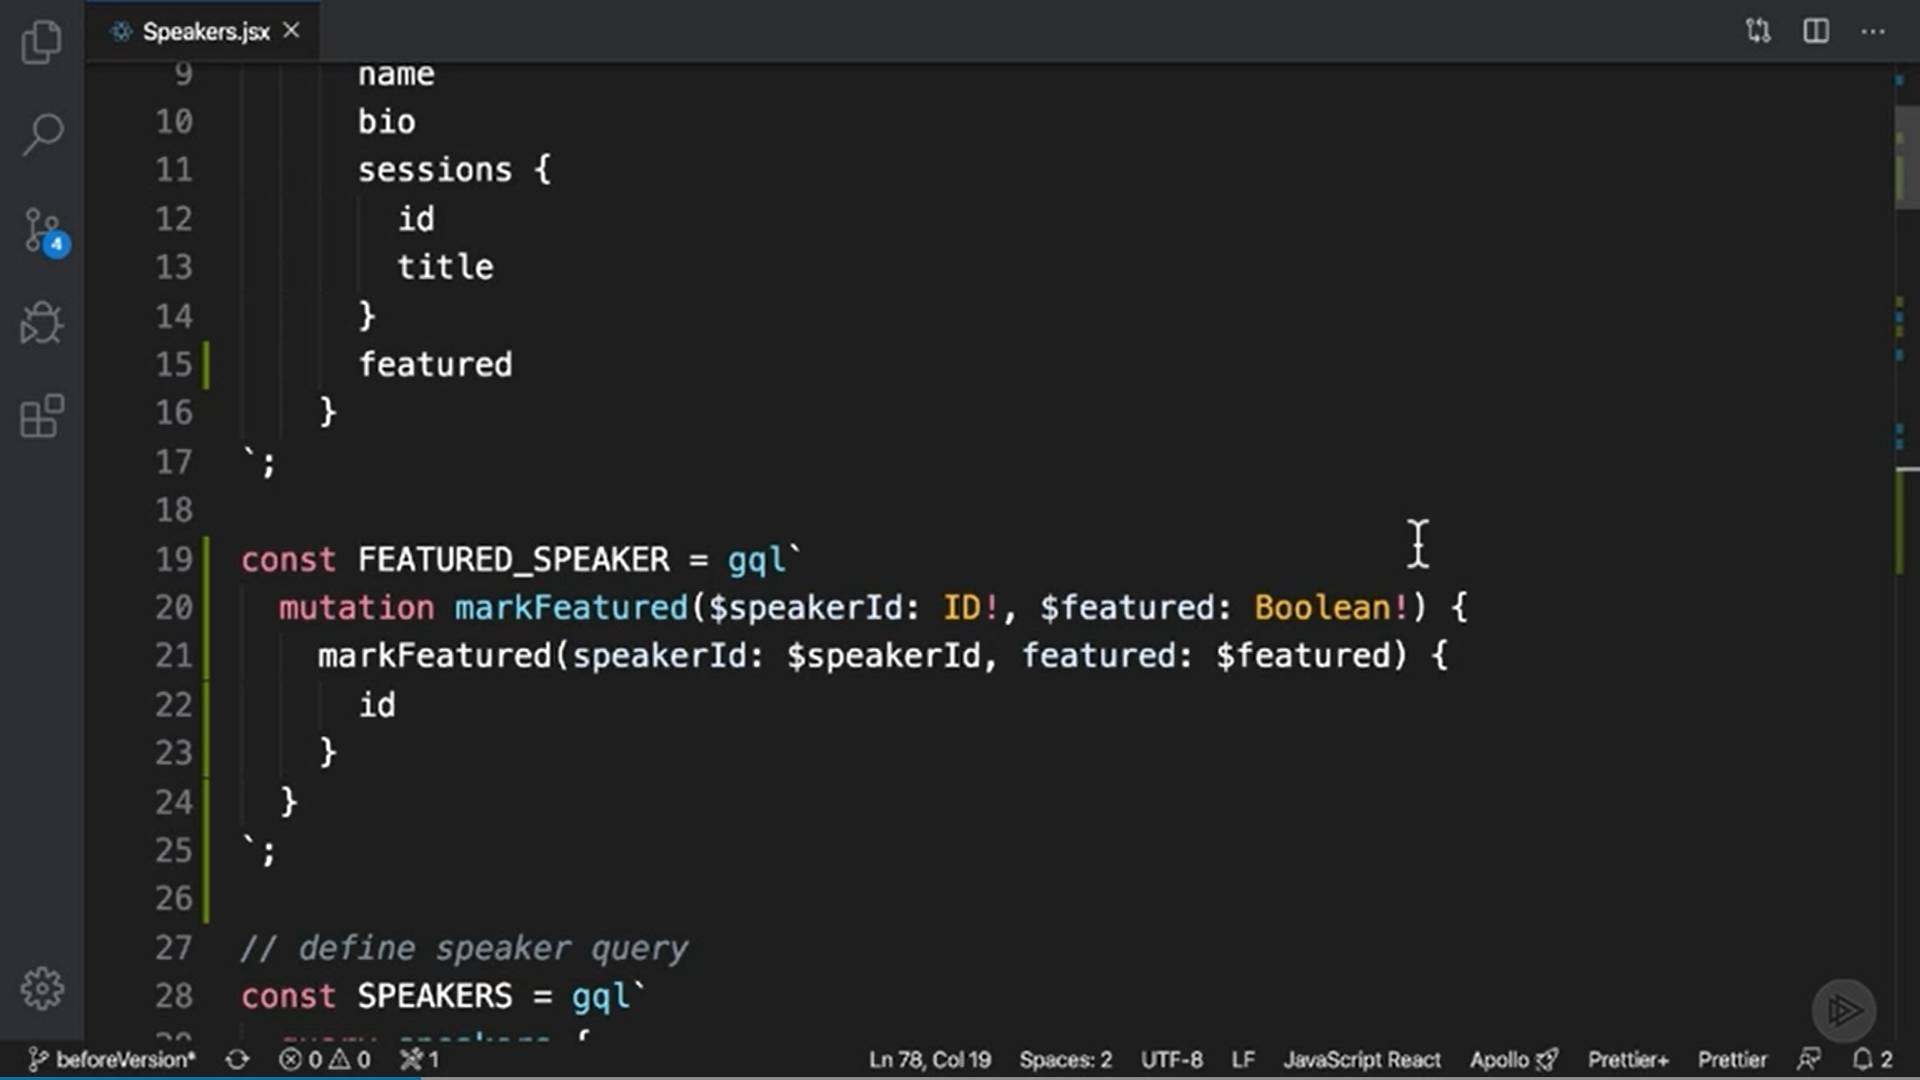 Speakers.jsx
9 name
10 bio
11 sessions {
12 id
13 title
14 }
15 featured
16 }
17 `;
18
19 const FEATURED_SPEAKER = gql`
20 mutation markFeatured($speakerId: ID!, $featured: Boolean!) {
21 markFeatured(speakerId: $speakerId, featured: $featured) {
22 id
23 }
24 }
25 `;
26
27 // define speaker query
28 const SPEAKERS = gql`
query speakers {
4
beforeVersion* 0 0 1 Ln 78, Col 19 Spaces: 2 UTF-8 LF JavaScript React Apollo Prettier+ Prettier 2